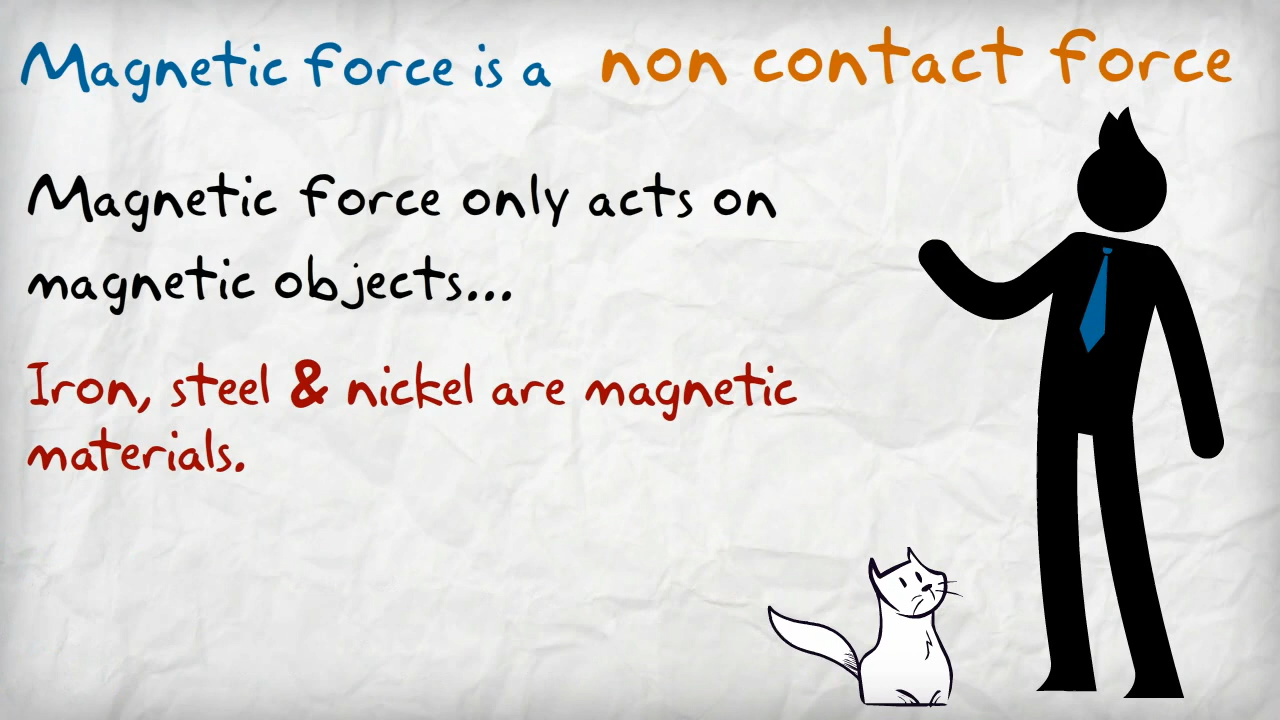 Magnetic force is a non contact force
Magnetic force only acts on
magnetic objects...
Iron, steel & nickel are magnetic
materials.